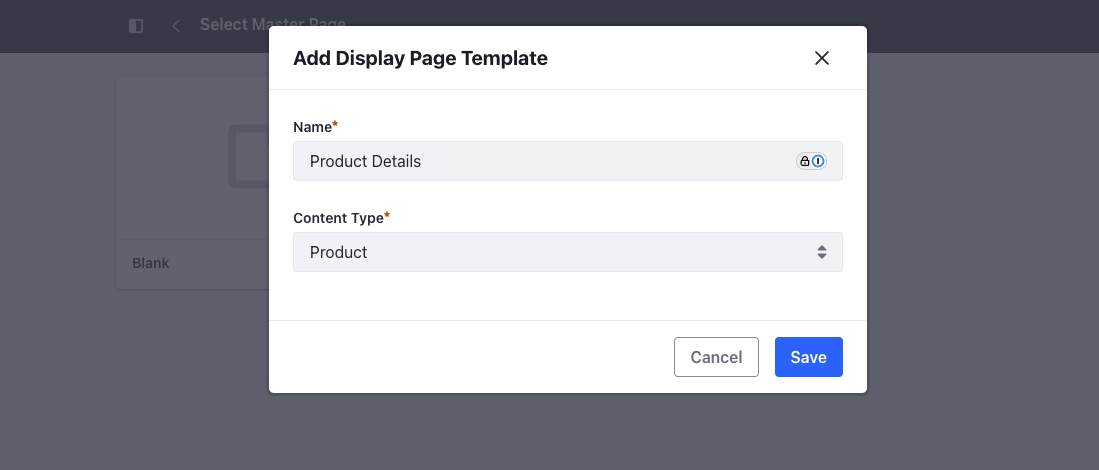 Select Master Page
Add Display Page Template
Name*
Product Details
Content Type*
Product
Blank
Cancel
Save